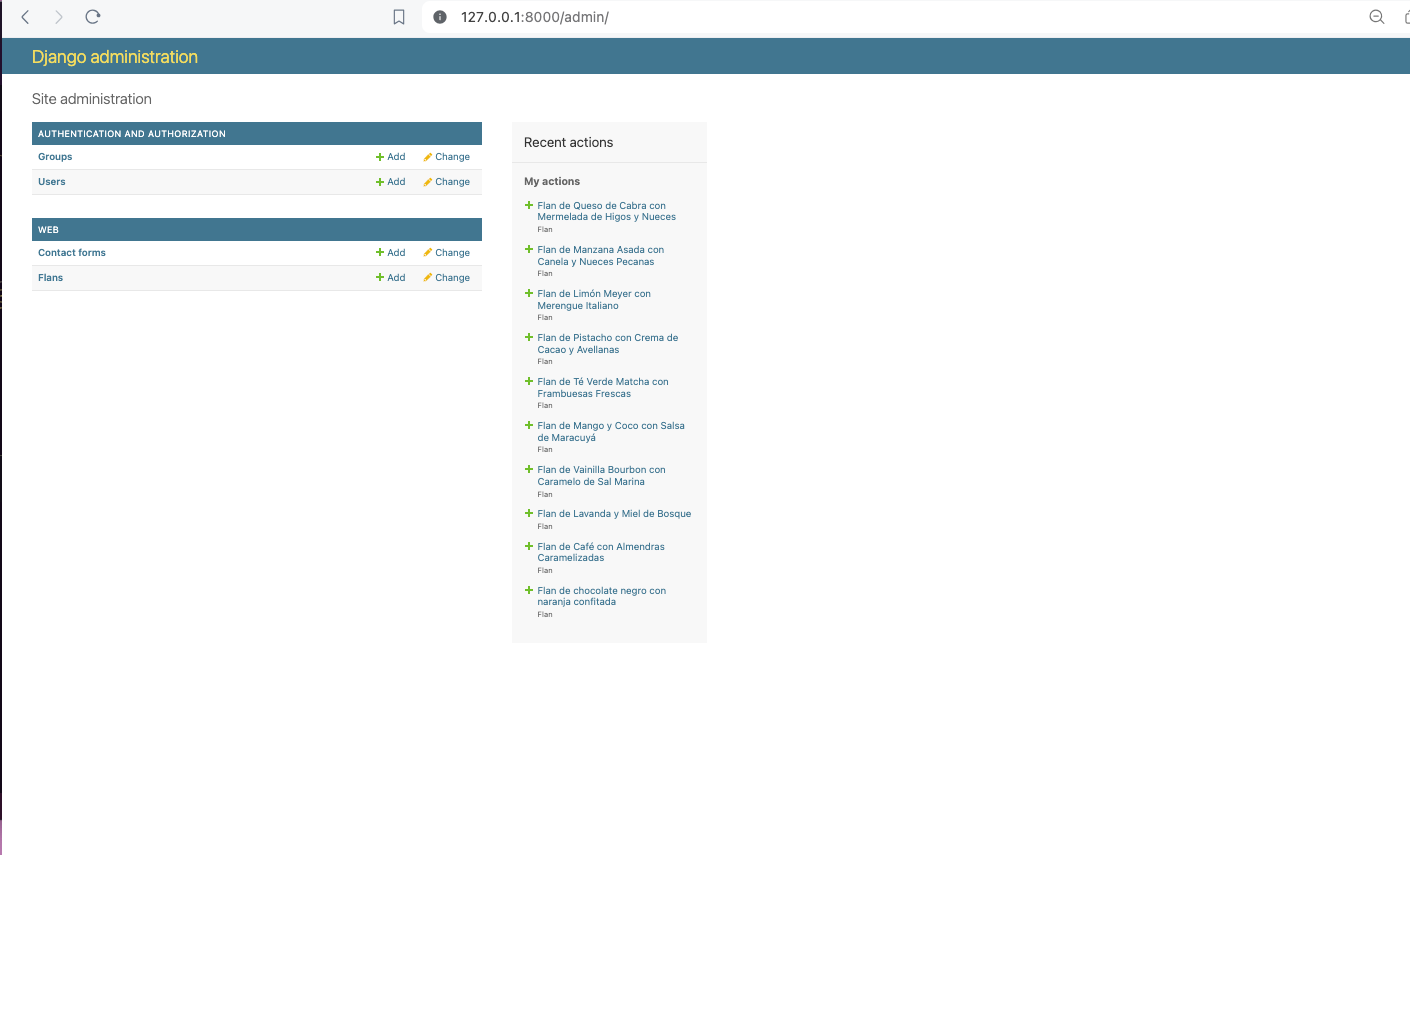 127.0.0.1:8000/admin/
Django administration
Site administration
AUTHENTICATION AND AUTHORIZATION
Groups Add Change
Users Add Change
WEB
Contact forms Add Change
Flans Add Change
Recent actions
My actions
Flan de Queso de Cabra con
Mermelada de Higos y Nueces
Flan
Flan de Manzana Asada con
Canela y Nueces Pecanas
Flan
Flan de Limón Meyer con
Merengue Italiano
Flan
Flan de Pistacho con Crema de
Cacao y Avellanas
Flan
Flan de Té Verde Matcha con
Frambuesas Frescas
Flan
Flan de Mango y Coco con Salsa
de Maracuyá
Flan
Flan de Vainilla Bourbon con
Caramelo de Sal Marina
Flan
Flan de Lavanda y Miel de Bosque
Flan
Flan de Café con Almendras
Caramelizadas
Flan
Flan de chocolate negro con
naranja confitada
Flan